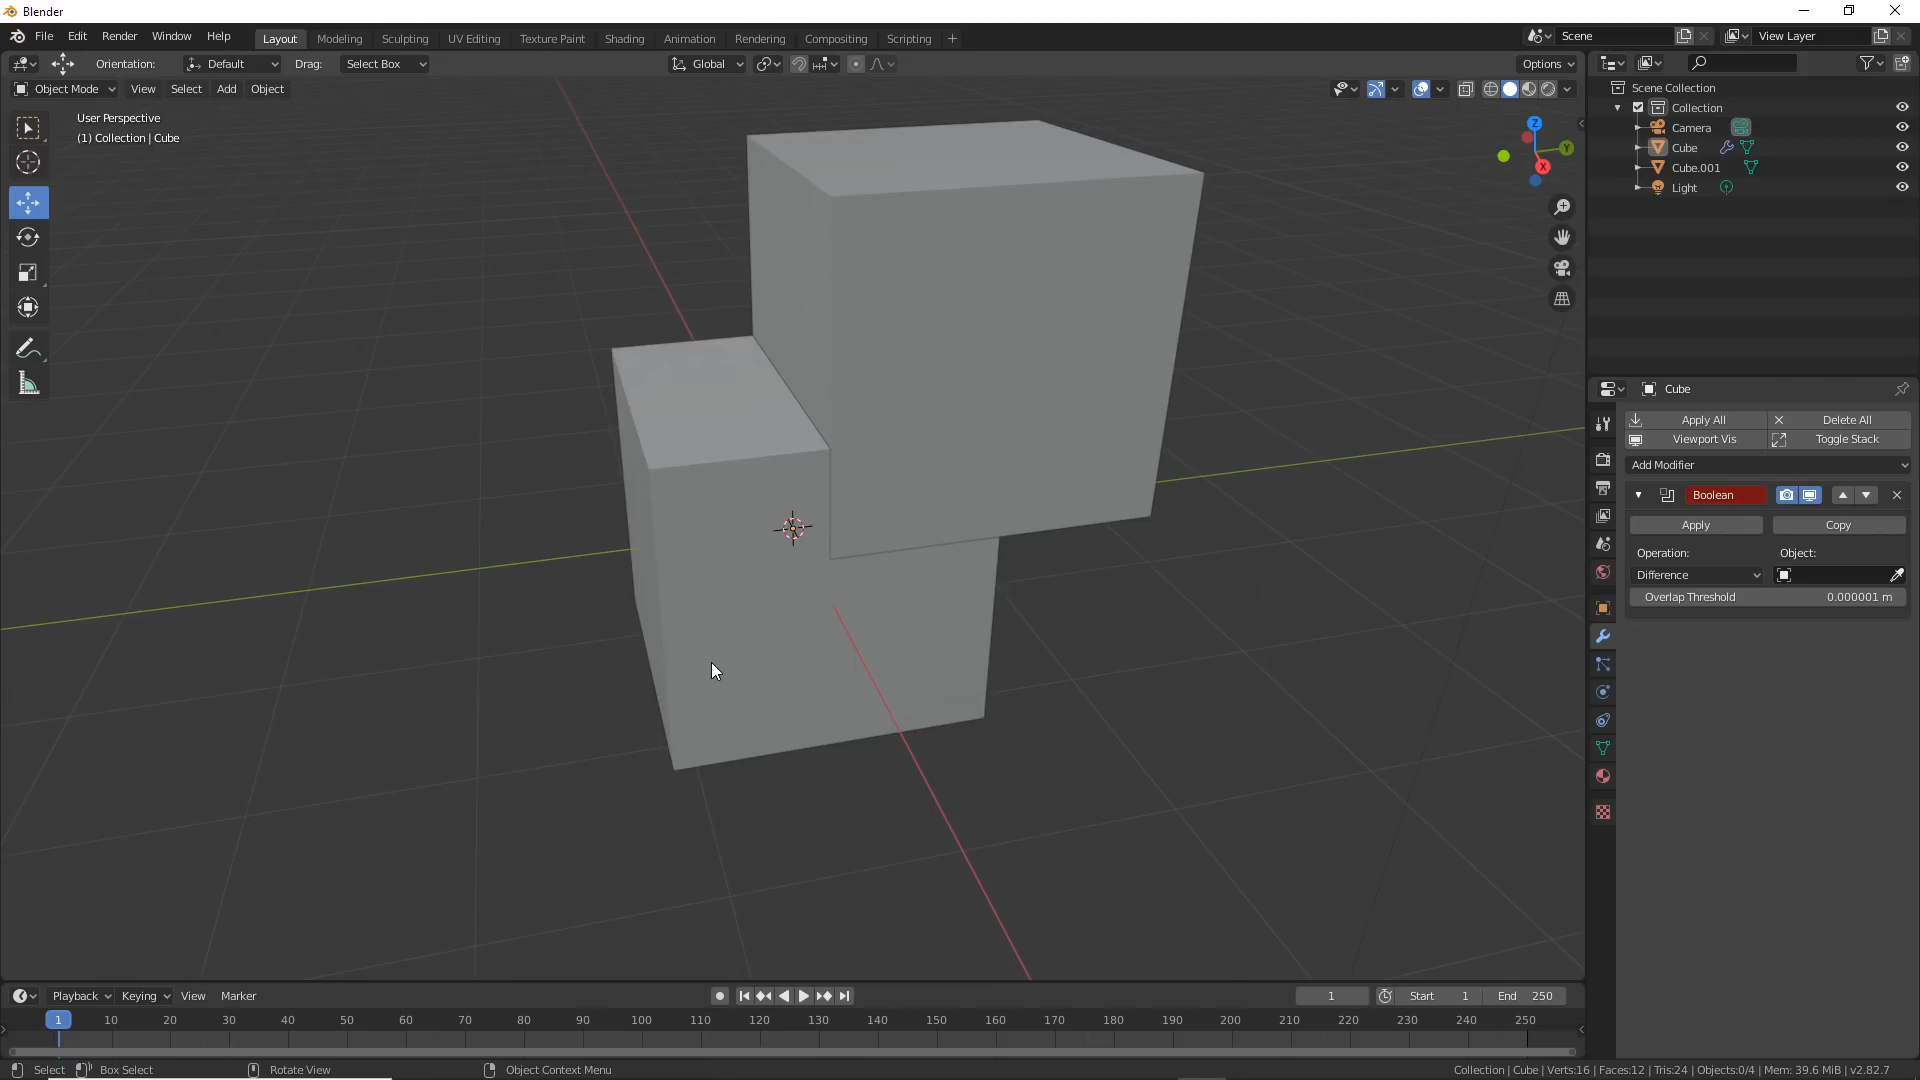 Blender
File Edit Render Window Help Layout Modeling Sculpting UV Editing Texture Paint Shading Animation Rendering Compositing Scripting + Scene View Layer
Orientation: Default Drag: Select Box Global Options
Object Mode View Select Add Object
User Perspective
(1) Collection | Cube
Z
Y
X
Scene Collection
Collection
Camera
Cube
Cube.001
Light
Cube
Apply All Delete All
Viewport Vis Toggle Stack
Add Modifier
Boolean
Apply Copy
Operation: Object:
Difference
Overlap Threshold 0.000001 m
Playback Keying View Marker 1 Start 1 End 250
1 10 20 30 40 50 60 70 80 90 100 110 120 130 140 150 160 170 180 190 200 210 220 230 240 250
Select Box Select Rotate View Object Context Menu Collection | Cube | Verts:16 | Faces:12 | Tris:24 | Objects:0/4 | Mem: 39.6 MiB | v2.82.7